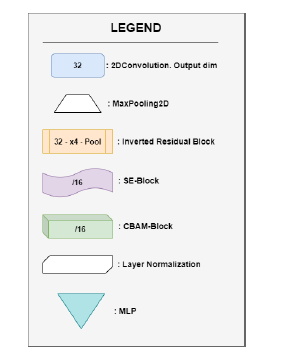 LEGEND
32 : 2DConvolution. Output dim
: MaxPooling2D
32 - x4 - Pool : Inverted Residual Block
/16 : SE-Block
/16 : CBAM-Block
: Layer Normalization
: MLP